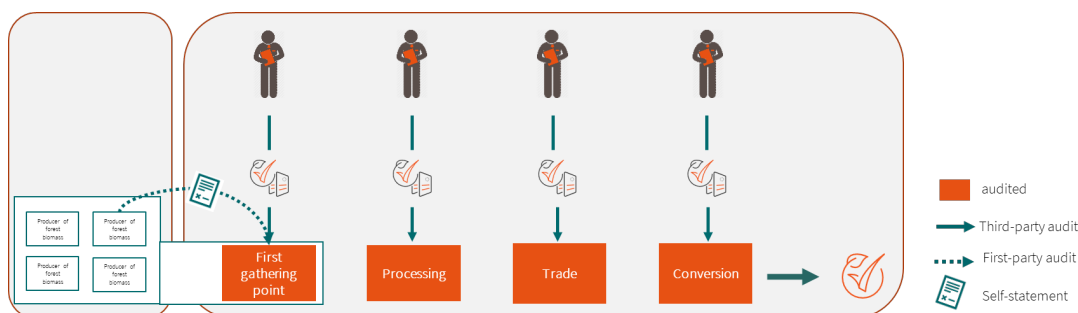 Producer of
forest
biomass
Producer of
forest
biomass
Producer of
forest
biomass
Producer of
forest
biomass
First
gathering
point
Processing
Trade
Conversion
audited
Third-party audit
First-party audit
Self-statement